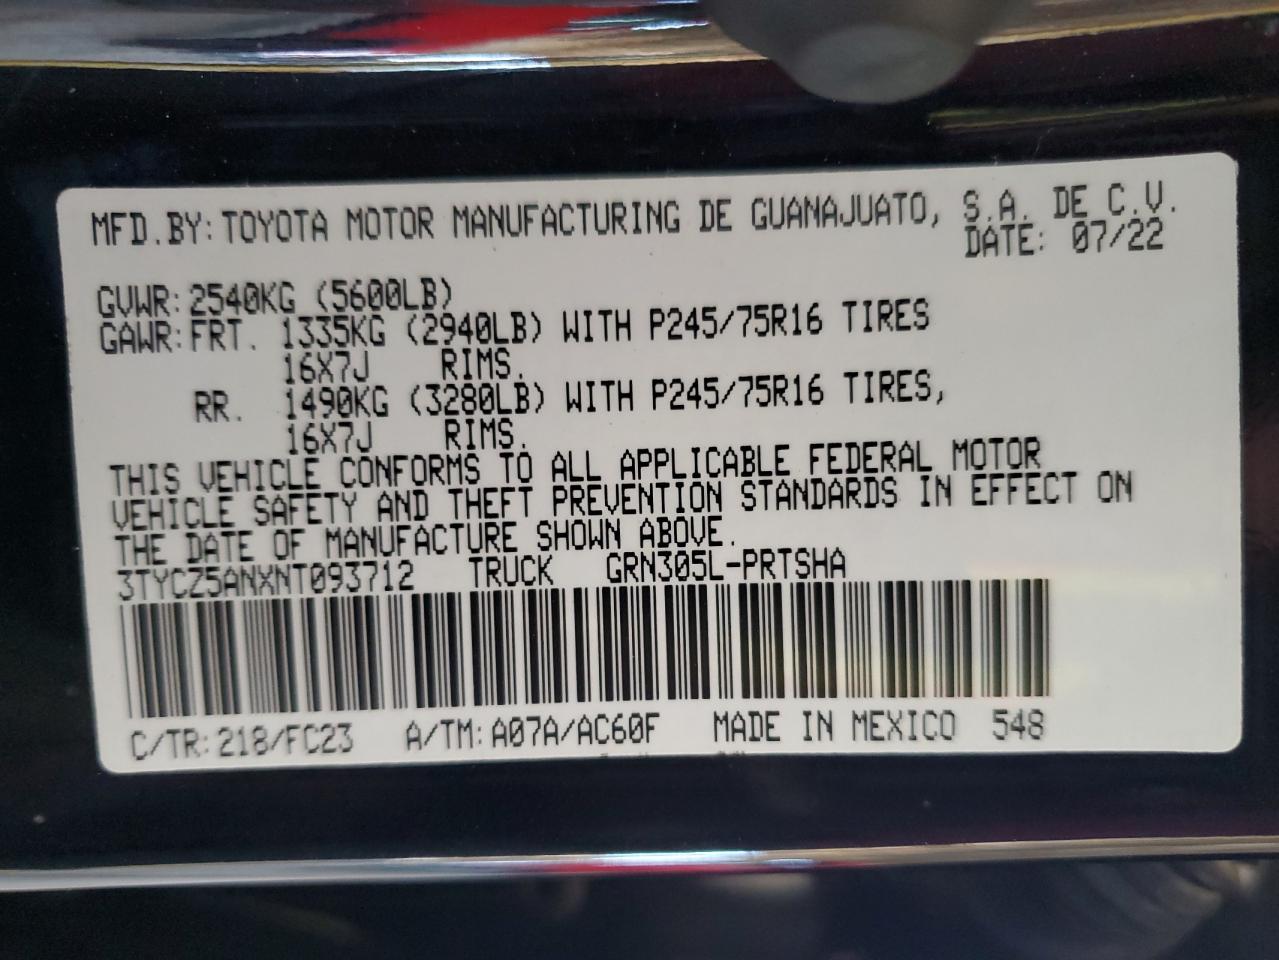 MFD.BY: TOYOTA MOTOR MANUFACTURING DE GUANAJUATO, S.A. DE C.V.
DATE: 07/22
GVWR: 2540KG (5600LB)
GAWR: FRT. 1335KG (2940LB) WITH P245/75R16 TIRES
16X7J RIMS.
RR. 1490KG (3280LB) WITH P245/75R16 TIRES,
16X7J RIMS.
THIS VEHICLE CONFORMS TO ALL APPLICABLE FEDERAL MOTOR
VEHICLE SAFETY AND THEFT PREVENTION STANDARDS IN EFFECT ON
THE DATE OF MANUFACTURE SHOWN ABOVE.
3TYCZ5ANXNT093712 TRUCK GRN305L-PRTSHA
C/TR: 218/FC23 A/TM: A07A/AC60F MADE IN MEXICO 548